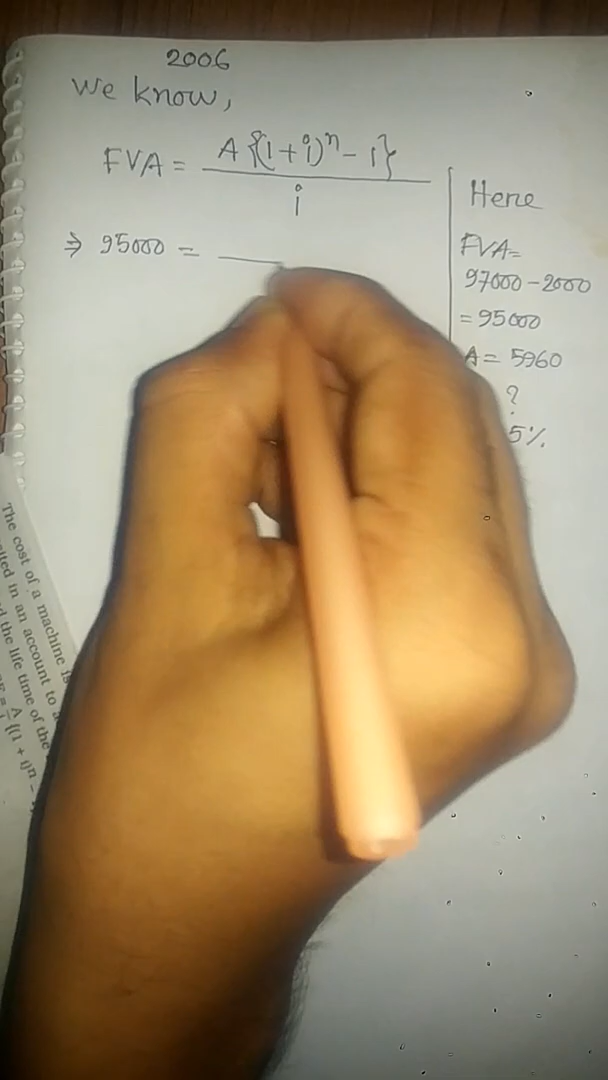 2006
We know,
FVA = A{(1+i)ⁿ - 1}
i
⇒ 95000 =
Here
FVA=
97000-2000
= 95000
A = 5960
?
5%
The cost of a machine is
in an account to
the life time of the
= A/i {(1 + i)ⁿ -